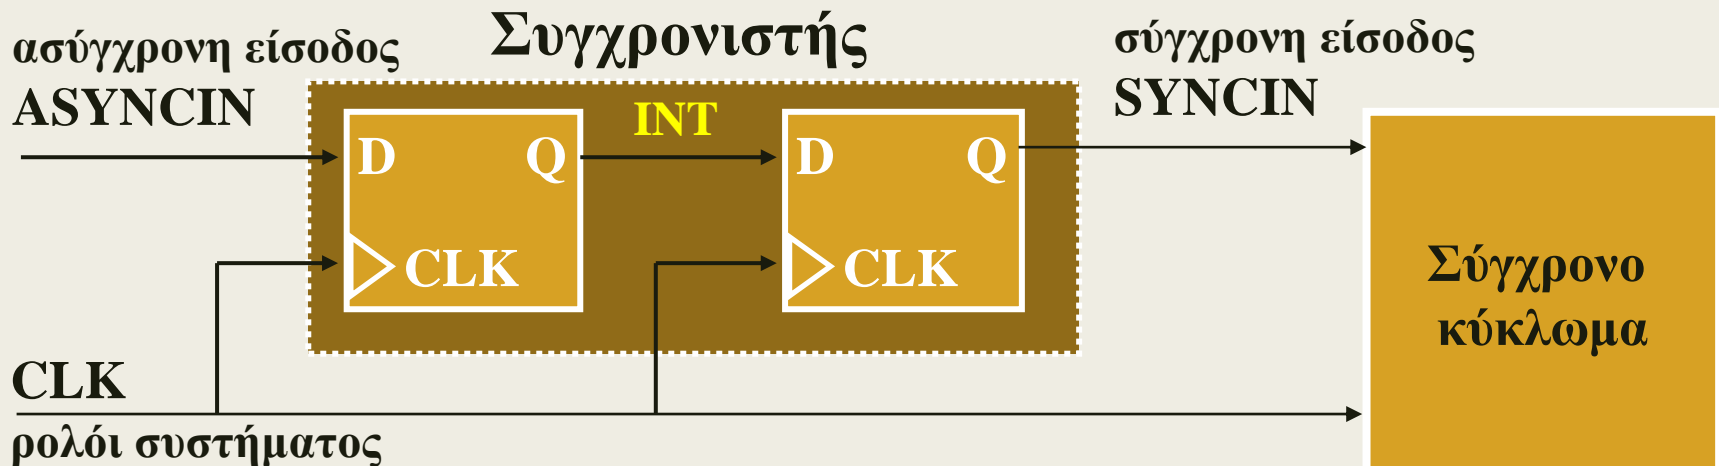 Συγχρονιστής
ασύγχρονη είσοδος
ASYNCIN
σύγχρονη είσοδος
SYNCIN
INT
D Q
D Q
CLK
CLK
Σύγχρονο
κύκλωμα
CLK
ρολόι συστήματος